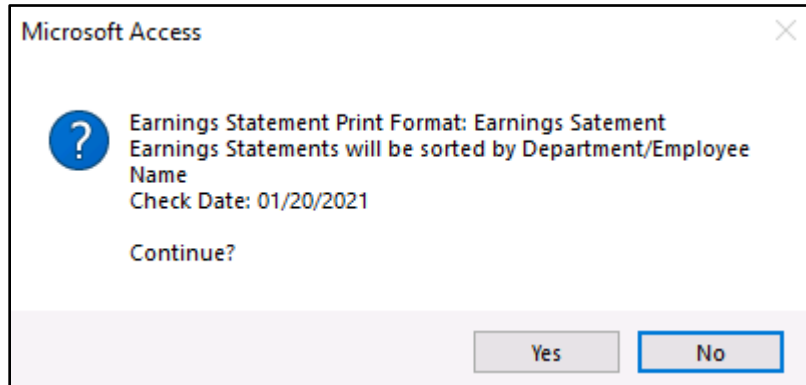 Microsoft Access
Earnings Statement Print Format: Earnings Satement
Earnings Statements will be sorted by Department/Employee
Name
Check Date: 01/20/2021
Continue?
Yes
No